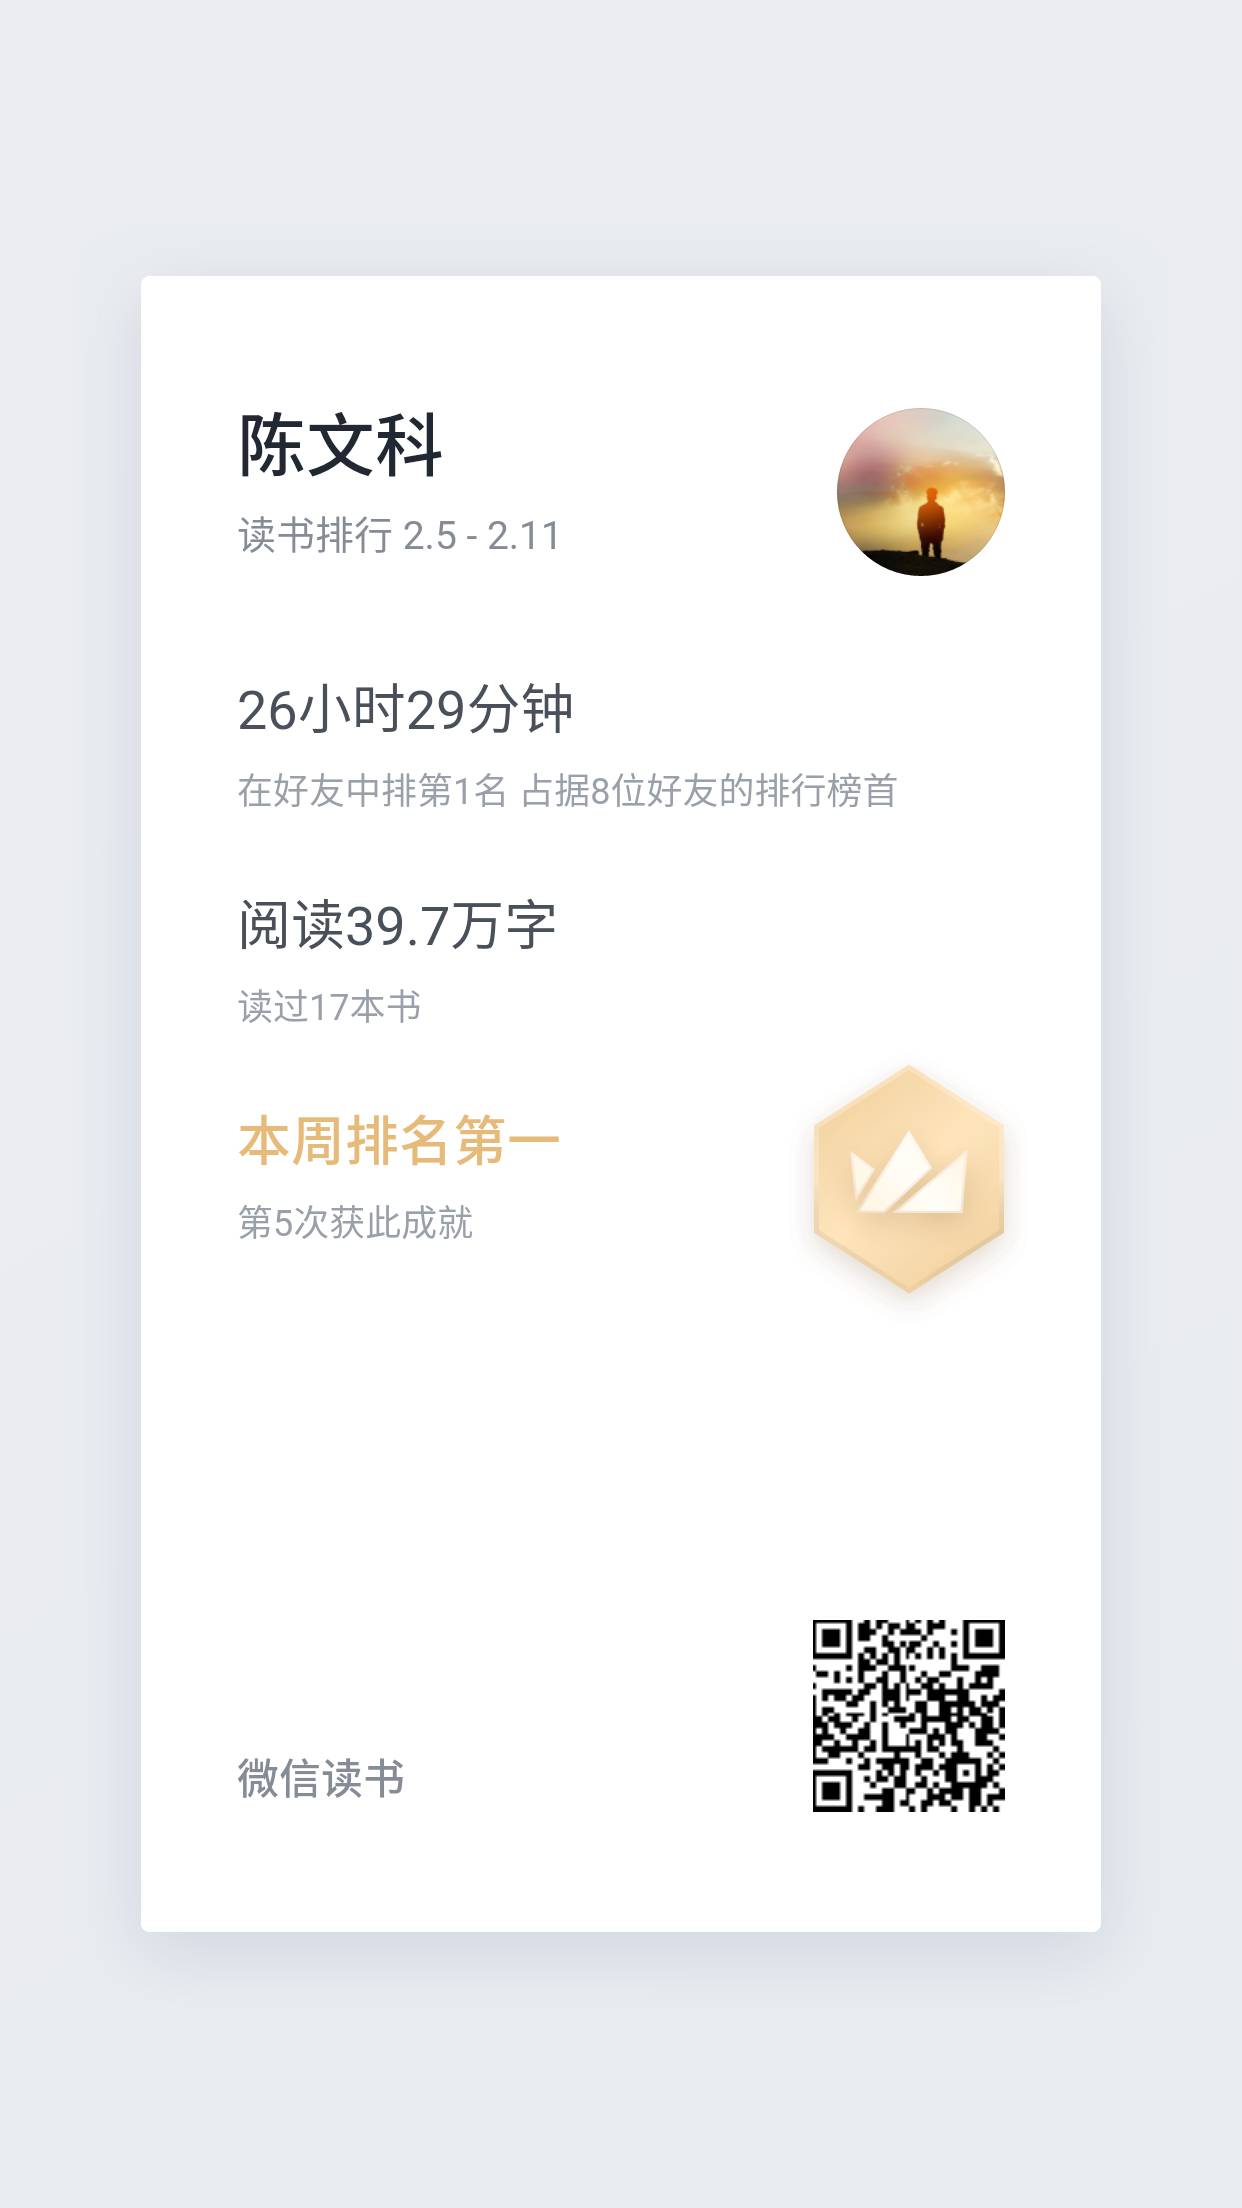 陈文科
读书排行 2.5 - 2.11
26小时29分钟
在好友中排第1名 占据8位好友的排行榜首
阅读39.7万字
读过17本书
本周排名第一
第5次获此成就
微信读书